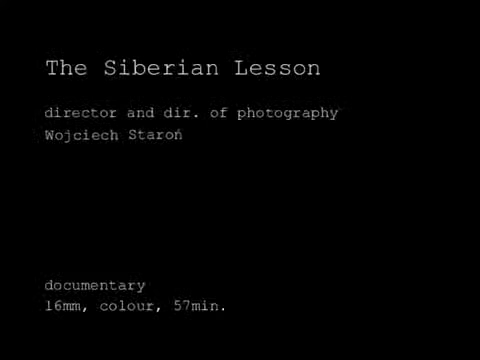 The Siberian Lesson
director and dir. of photography
Wojciech Staroń
documentary
16mm, colour, 57min.